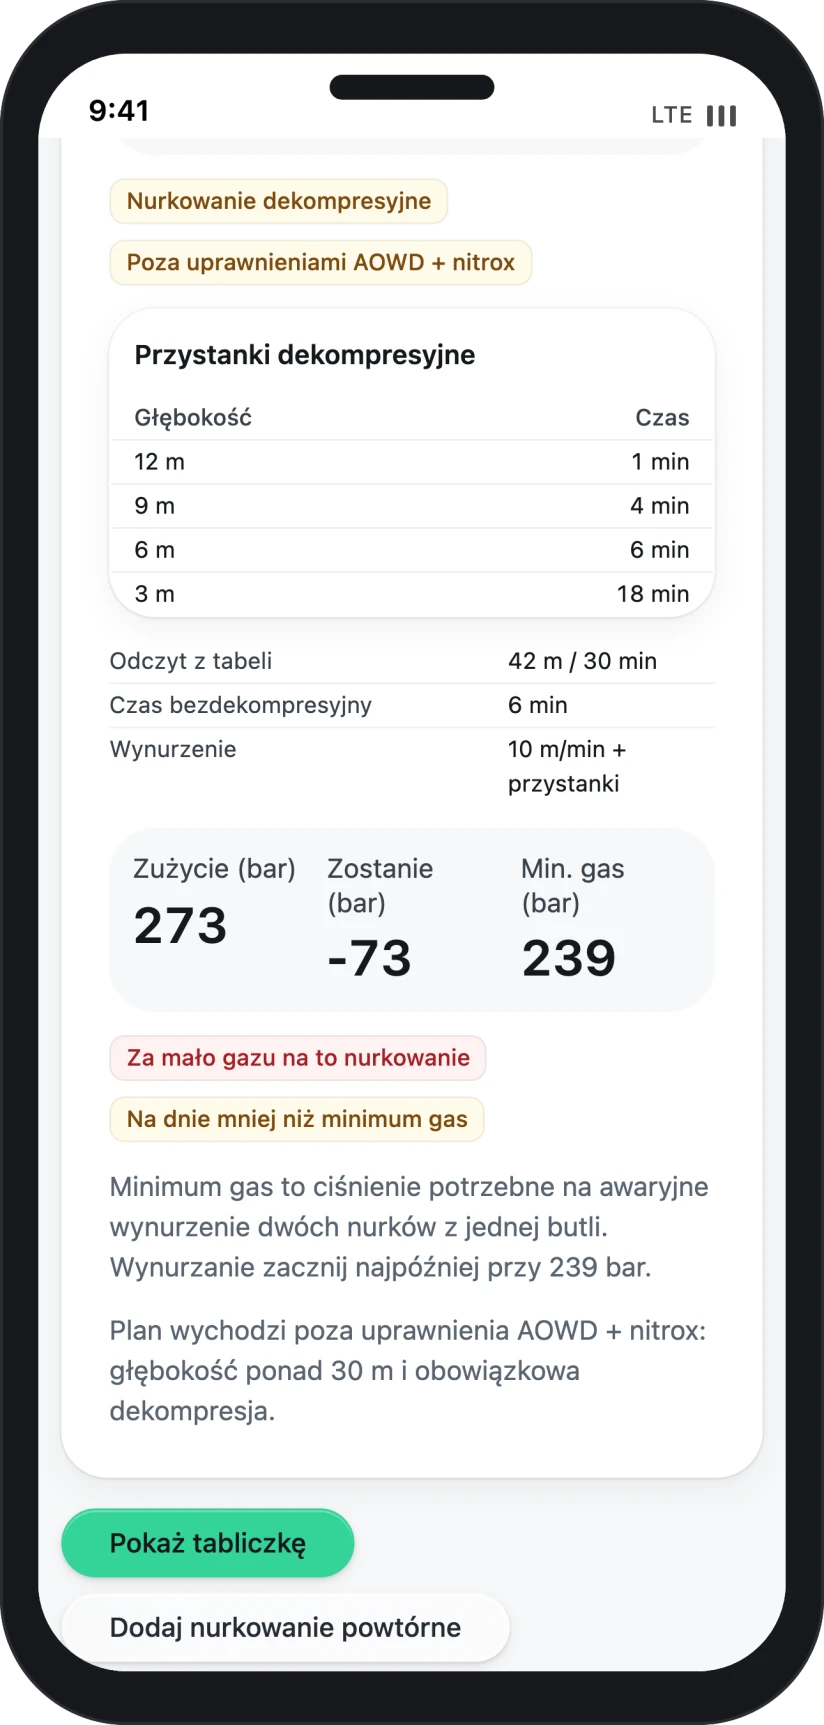 9:41
LTE
Nurkowanie dekompresyjne
Poza uprawnieniami AOWD + nitrox
Przystanki dekompresyjne
Głębokość Czas
12 m 1 min
9 m 4 min
6 m 6 min
3 m 18 min
Odczyt z tabeli 42 m / 30 min
Czas bezdekompresyjny 6 min
Wynurzenie 10 m/min +
przystanki
Zużycie (bar)
273
Zostanie
(bar)
-73
Min. gas
(bar)
239
Za mało gazu na to nurkowanie
Na dnie mniej niż minimum gas
Minimum gas to ciśnienie potrzebne na awaryjne
wynurzenie dwóch nurków z jednej butli.
Wynurzanie zacznij najpóźniej przy 239 bar.
Plan wychodzi poza uprawnienia AOWD + nitrox:
głębokość ponad 30 m i obowiązkowa
dekompresja.
Pokaż tabliczkę
Dodaj nurkowanie powtórne